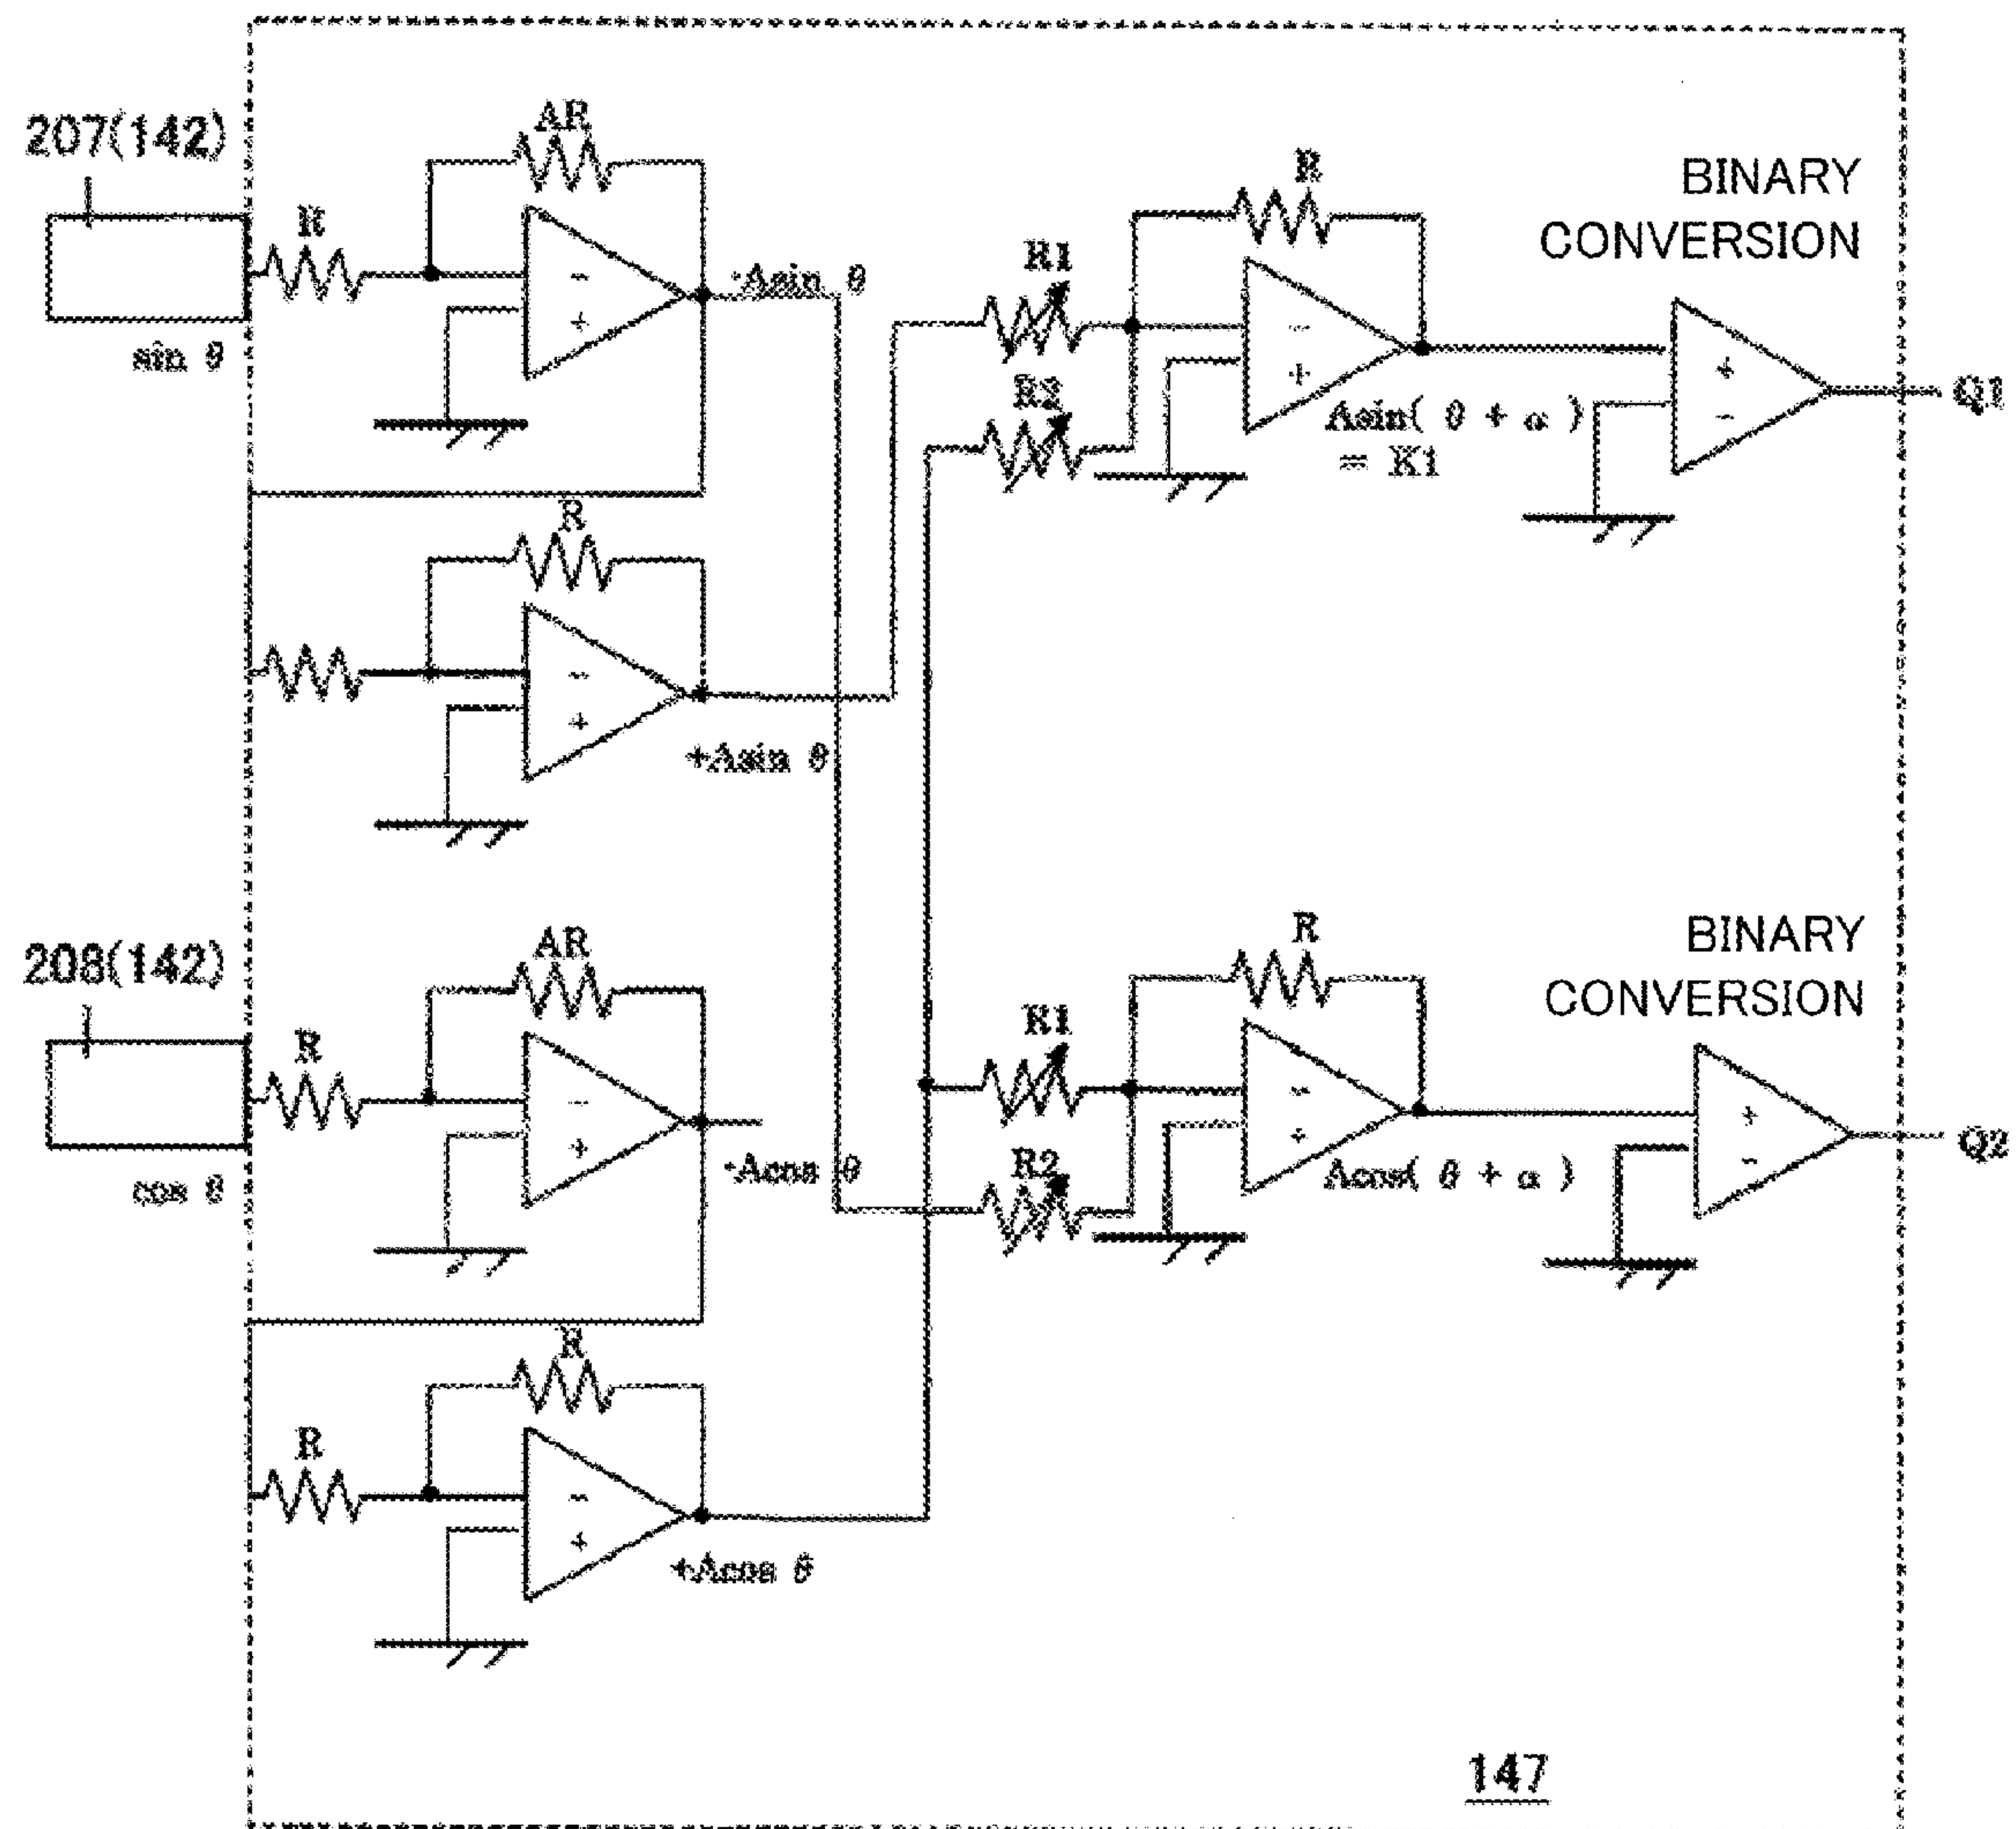 207(142)
R
AR
-
+
sin θ
-Asin θ
R
-
+
+Asin θ
R1
R2
R
-
+
Asin( θ + α )
= K1
BINARY
CONVERSION
+
-
Q1
208(142)
R
AR
-
+
cos θ
-Acos θ
R
R
-
+
+Acos θ
R1
R2
R
-
+
Acos( θ + α )
BINARY
CONVERSION
+
-
Q2
147